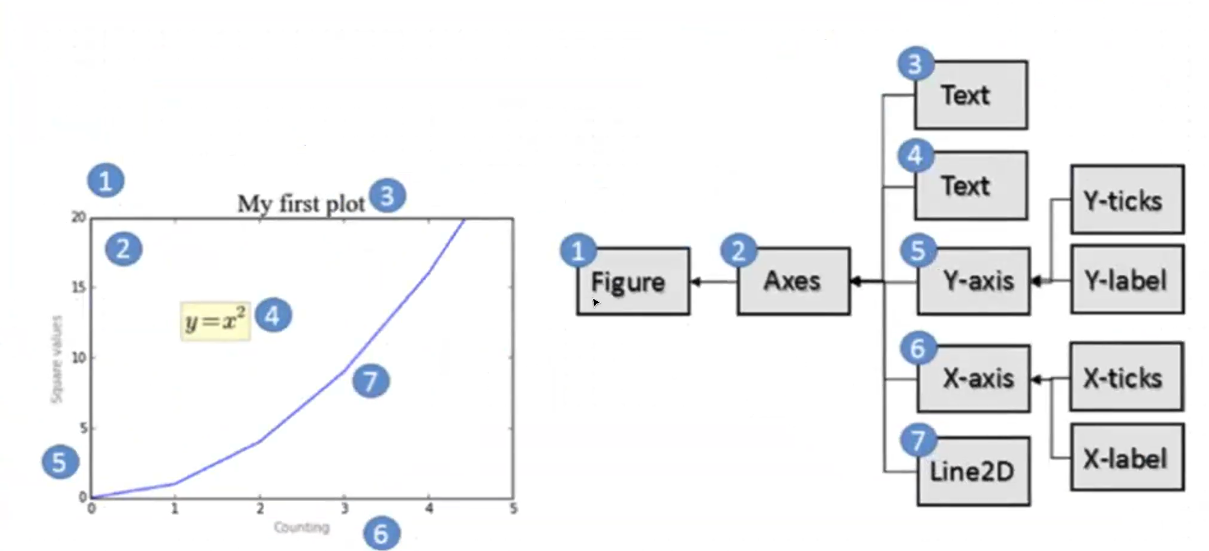 1
My first plot 3
20
2
15
y=x² 4
10
7
Square values
5
5
0
0 1 2 3 4 5
Counting
6
3
Text
4
Text
Y-ticks
1
Figure
2
Axes
5
Y-axis
Y-label
6
X-axis
X-ticks
7
Line2D
X-label